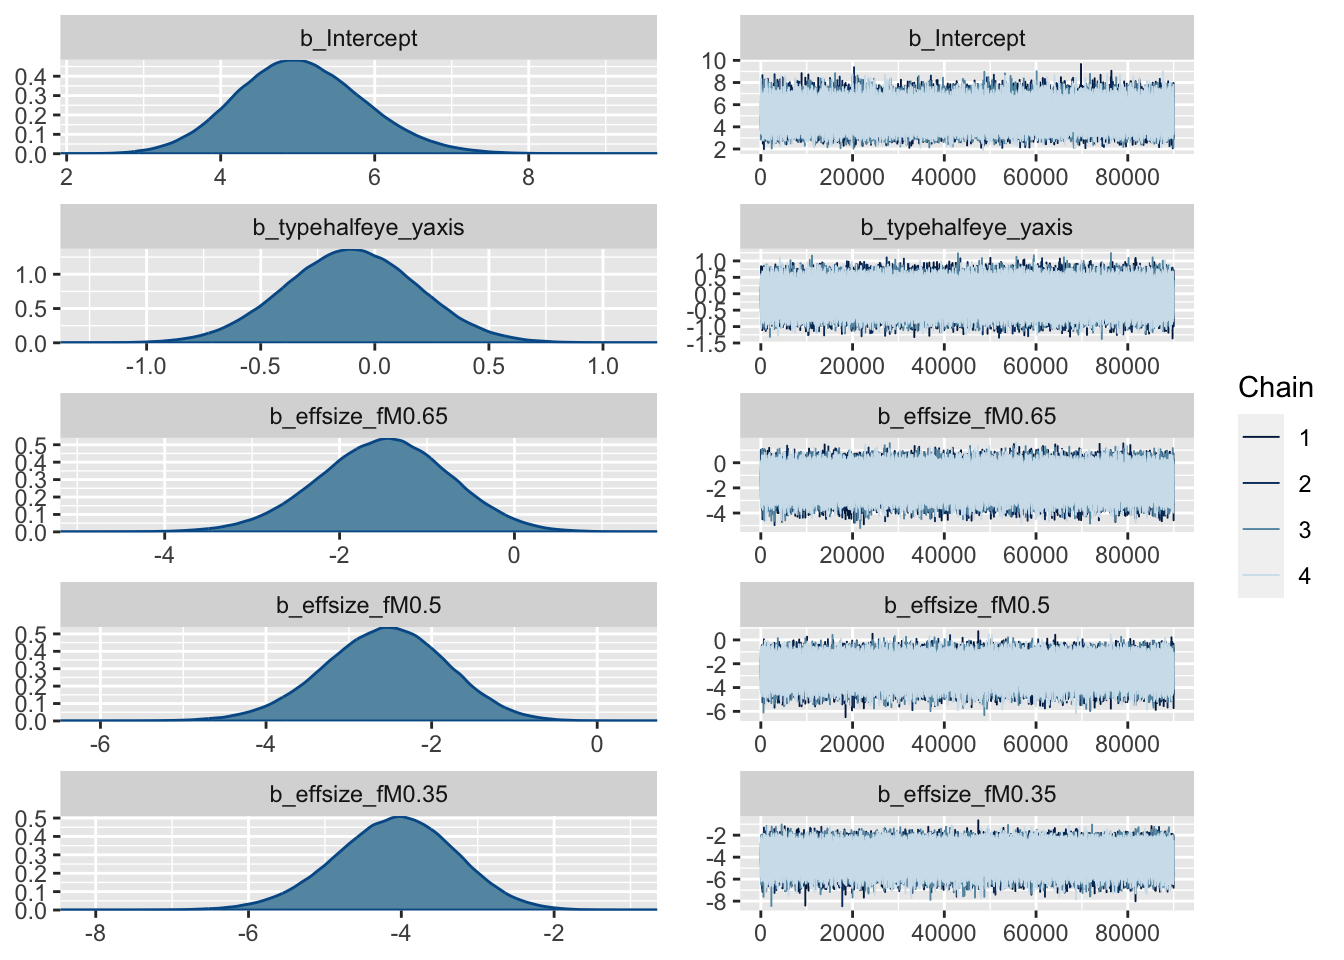 b_Intercept b_Intercept
0.4 0.3 0.2 0.1 0.0
2 4 6 8
10 8 6 4 2
0 20000 40000 60000 80000
b_typehalfeye_yaxis b_typehalfeye_yaxis
1.0 0.5 0.0
-1.0 -0.5 0.0 0.5 1.0
1.0 0.5 0.0 -0.5 -1.0 -1.5
0 20000 40000 60000 80000
b_effsize_fM0.65 b_effsize_fM0.65
0.5 0.4 0.3 0.2 0.1 0.0
-4 -2 0
0 -2 -4
0 20000 40000 60000 80000
b_effsize_fM0.5 b_effsize_fM0.5
0.5 0.4 0.3 0.2 0.1 0.0
-6 -4 -2 0
0 -2 -4 -6
0 20000 40000 60000 80000
b_effsize_fM0.35 b_effsize_fM0.35
0.5 0.4 0.3 0.2 0.1 0.0
-8 -6 -4 -2
-2 -4 -6 -8
0 20000 40000 60000 80000
Chain
1
2
3
4